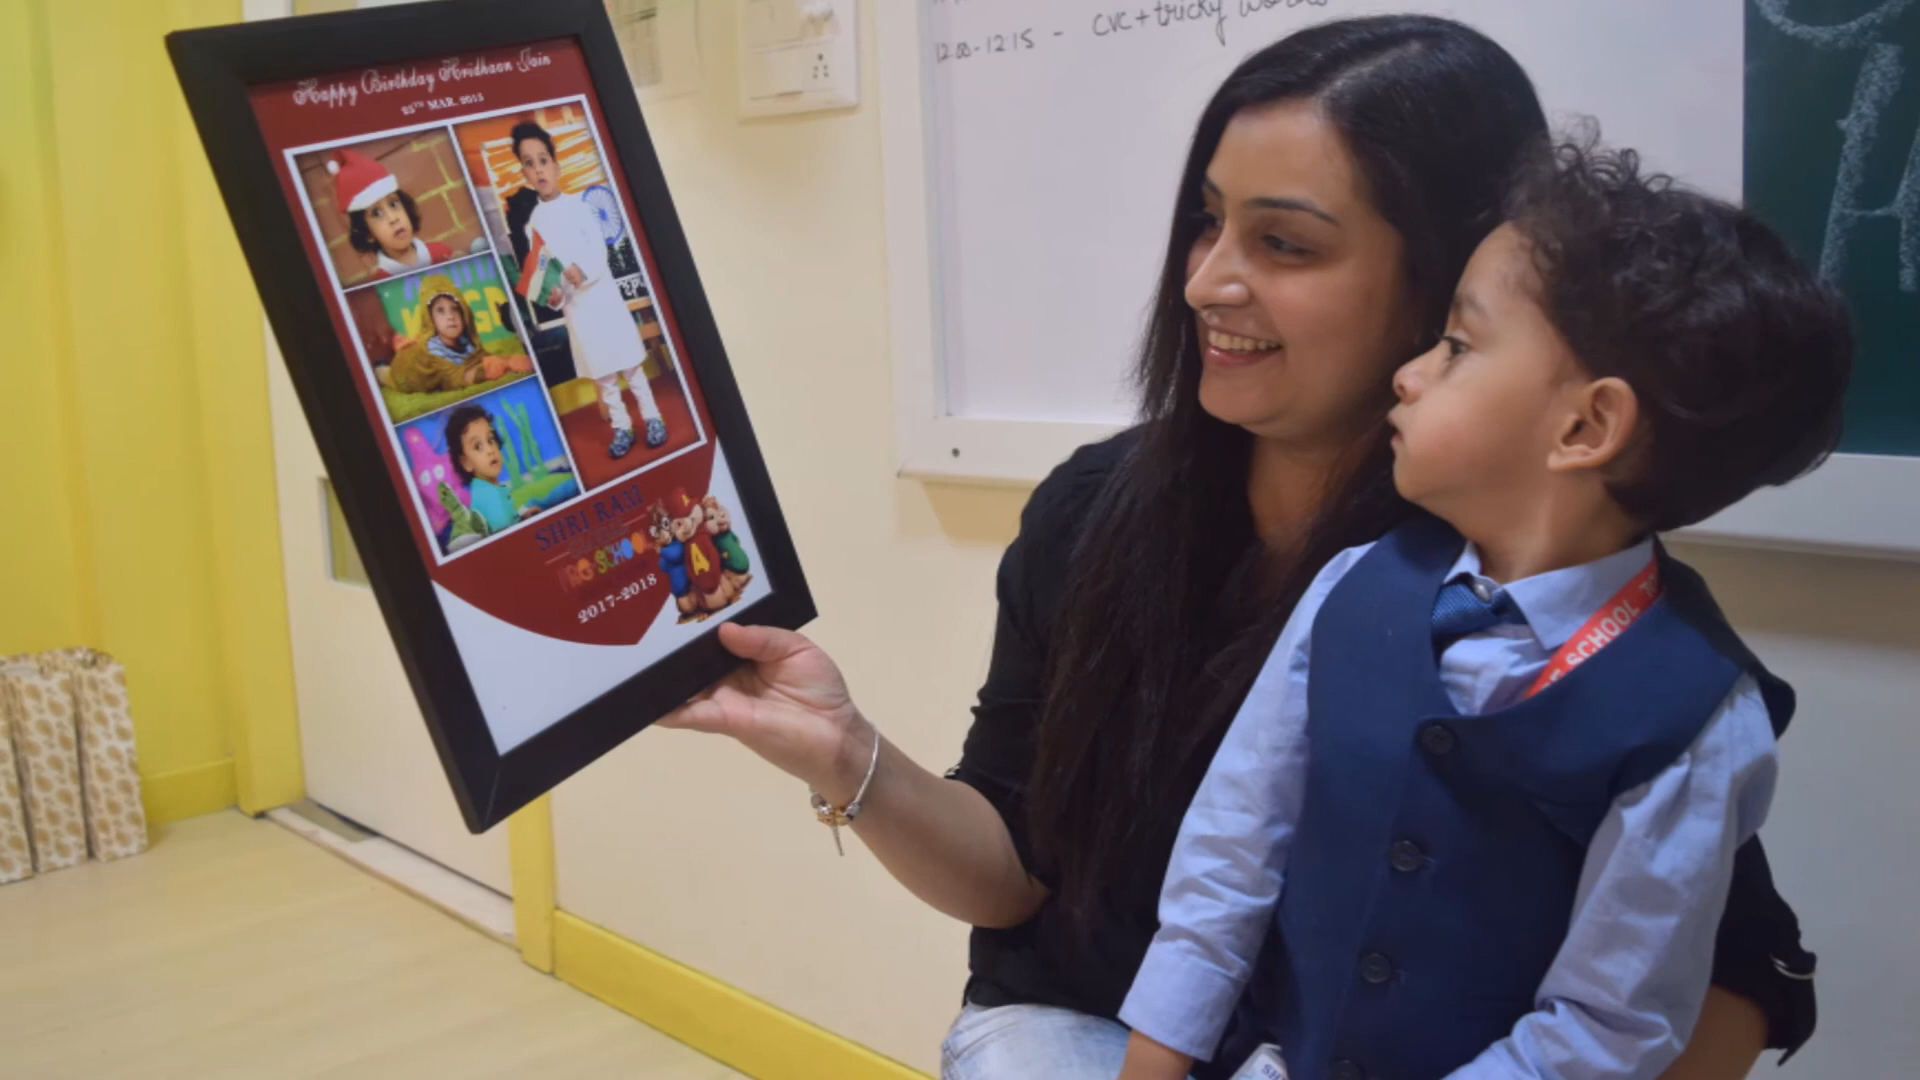 Happy Birthday Hridhaan Jain
25TH MAR. 2015
SHRI RAM
PRE-SCHOOL
2017-2018
A
12.00-12.15 - CVC + tricky words
SCHOOL
SH